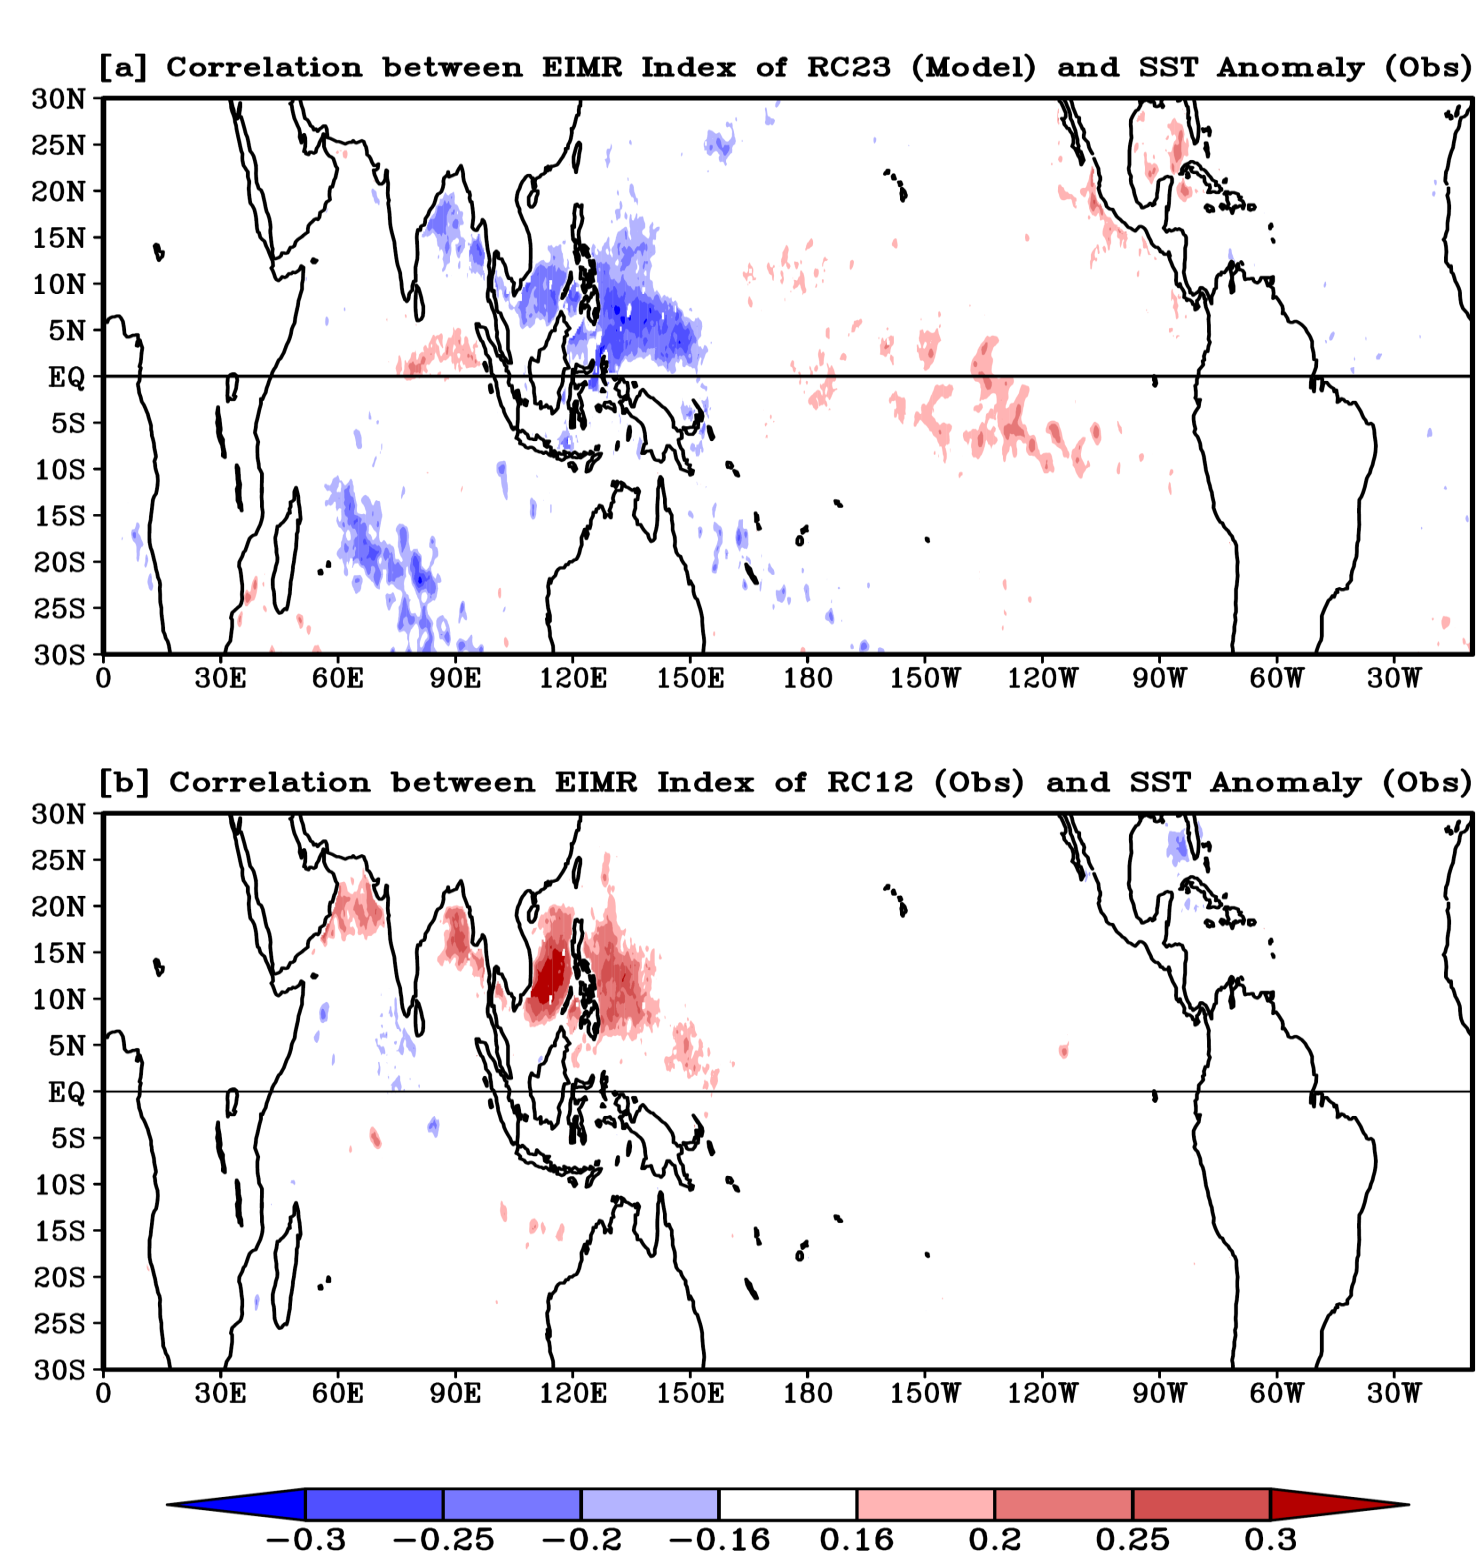 [a] Correlation between EIMR Index of RC23 (Model) and SST Anomaly (Obs)
30N
25N
20N
15N
10N
5N
EQ
5S
10S
15S
20S
25S
30S
0 30E 60E 90E 120E 150E 180 150W 120W 90W 60W 30W
[b] Correlation between EIMR Index of RC12 (Obs) and SST Anomaly (Obs)
30N
25N
20N
15N
10N
5N
EQ
5S
10S
15S
20S
25S
30S
0 30E 60E 90E 120E 150E 180 150W 120W 90W 60W 30W
−0.3 −0.25 −0.2 −0.16 0.16 0.2 0.25 0.3